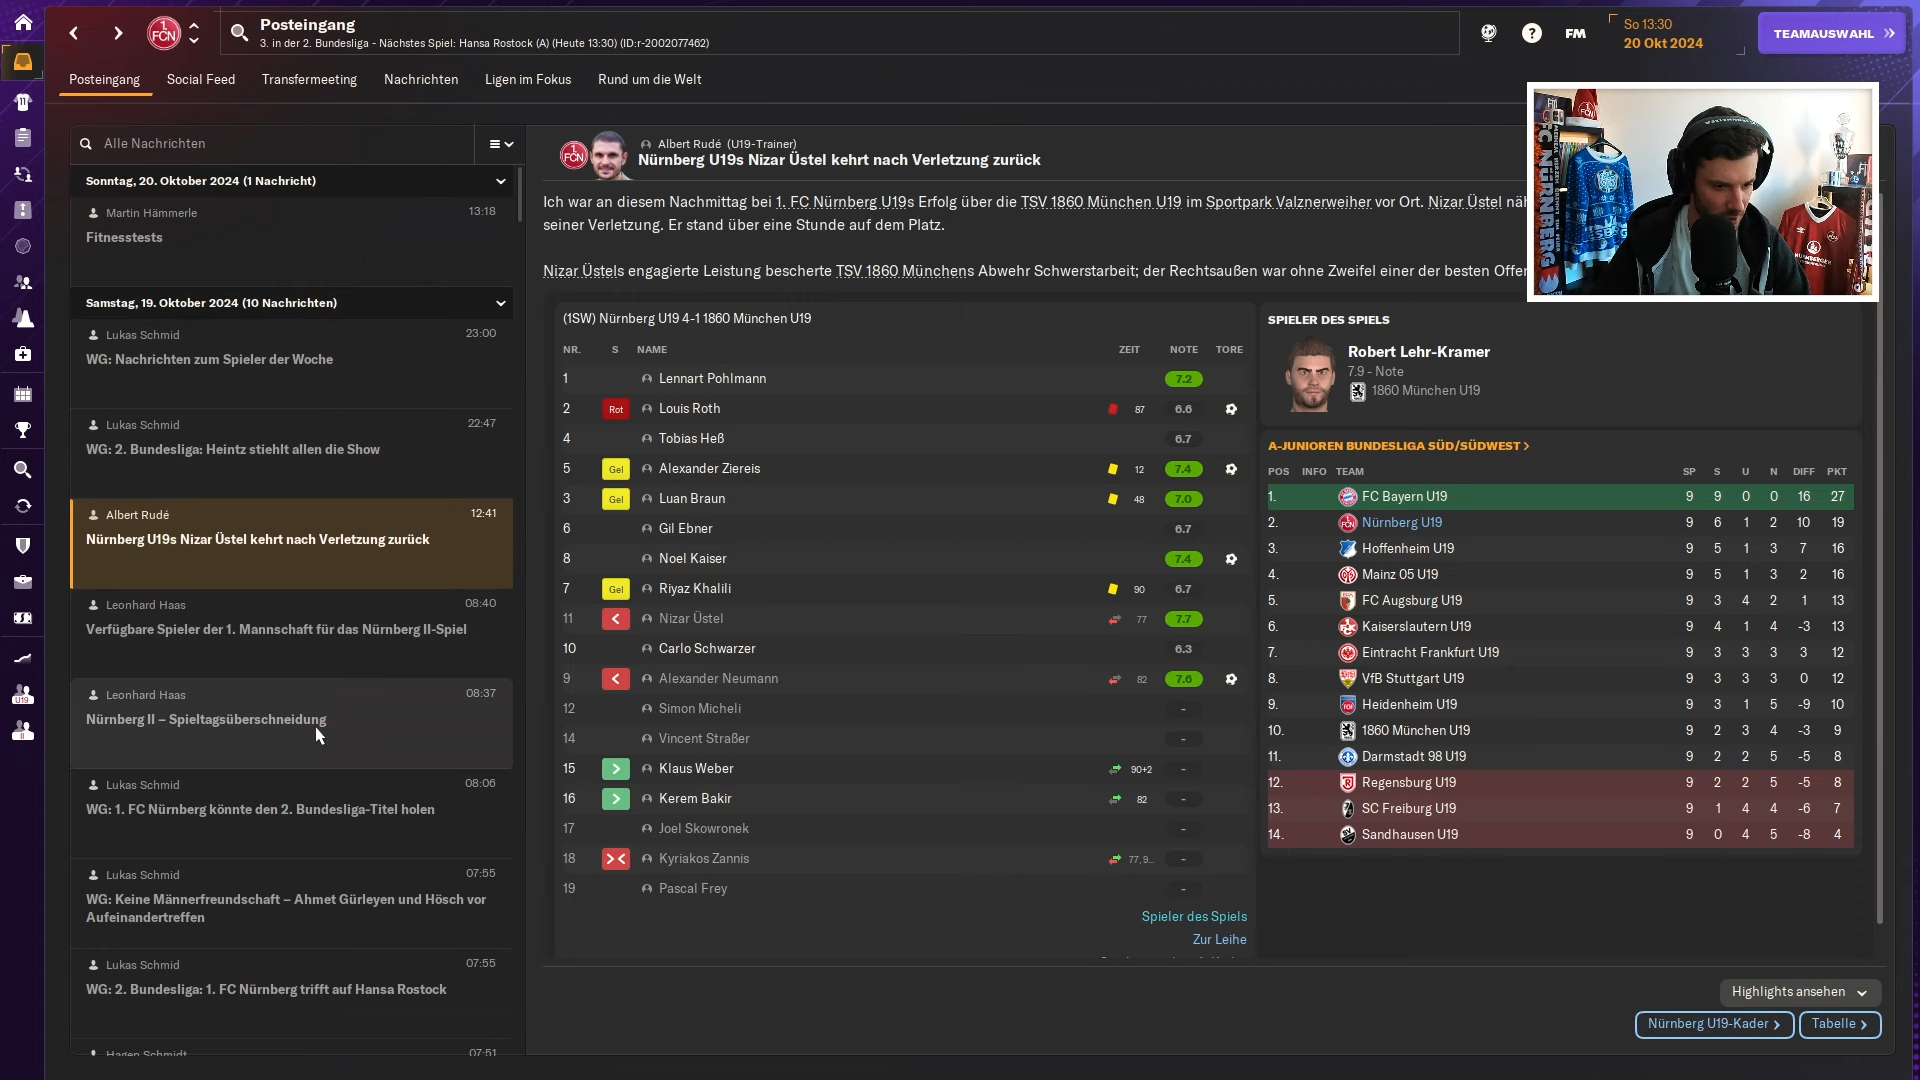 Posteingang
3. in der 2. Bundesliga - Nächstes Spiel: Hansa Rostock (A) (Heute 13:30) (ID:r-2002077462)
FM
So 13:30
20 Okt 2024
TEAMAUSWAHL
Posteingang Social Feed Transfermeeting Nachrichten Ligen im Fokus Rund um die Welt
Alle Nachrichten
Sonntag, 20. Oktober 2024 (1 Nachricht)
Martin Hämmerle 13:18
Fitnesstests
Samstag, 19. Oktober 2024 (10 Nachrichten)
Lukas Schmid 23:00
WG: Nachrichten zum Spieler der Woche
Lukas Schmid 22:47
WG: 2. Bundesliga: Heintz stiehlt allen die Show
Albert Rudé 12:41
Nürnberg U19s Nizar Üstel kehrt nach Verletzung zurück
Leonhard Haas 08:40
Verfügbare Spieler der 1. Mannschaft für das Nürnberg II-Spiel
Leonhard Haas 08:37
Nürnberg II – Spieltagsüberschneidung
Lukas Schmid 08:06
WG: 1. FC Nürnberg könnte den 2. Bundesliga-Titel holen
Lukas Schmid 07:55
WG: Keine Männerfreundschaft – Ahmet Gürleyen und Hösch vor
Aufeinandertreffen
Lukas Schmid 07:55
WG: 2. Bundesliga: 1. FC Nürnberg trifft auf Hansa Rostock
Hagen Schmidt 07:51
U19
II
Albert Rudé (U19-Trainer)
Nürnberg U19s Nizar Üstel kehrt nach Verletzung zurück
Ich war an diesem Nachmittag bei 1. FC Nürnberg U19s Erfolg über die TSV 1860 München U19 im Sportpark Valznerweiher vor Ort. Nizar Üstel
seiner Verletzung. Er stand über eine Stunde auf dem Platz.
Nizar Üstels engagierte Leistung bescherte TSV 1860 Münchens Abwehr Schwerstarbeit; der Rechtsaußen war ohne Zweifel einer der besten
(1SW) Nürnberg U19 4-1 1860 München U19
NR. S NAME ZEIT NOTE TORE
1 Lennart Pohlmann 7.2
2 Rot Louis Roth 87 6.6
4 Tobias Heß 6.7
5 Gel Alexander Ziereis 12 7.4
3 Gel Luan Braun 48 7.0
6 Gil Ebner 6.7
8 Noel Kaiser 7.4
7 Gel Riyaz Khalili 90 6.7
11 Nizar Üstel 77 7.7
10 Carlo Schwarzer 6.3
9 Alexander Neumann 82 7.6
12 Simon Micheli -
14 Vincent Straßer -
15 Klaus Weber 90+2 -
16 Kerem Bakir 82 -
17 Joel Skowronek -
18 Kyriakos Zannis 77, 9... -
19 Pascal Frey -
Spieler des Spiels
Zur Leihe
SPIELER DES SPIELS
Robert Lehr-Kramer
7.9 - Note
1860 München U19
A-JUNIOREN BUNDESLIGA SÜD/SÜDWEST
POS INFO TEAM SP S U N DIFF PKT
1. FC Bayern U19 9 9 0 0 16 27
2. Nürnberg U19 9 6 1 2 10 19
3. Hoffenheim U19 9 5 1 3 7 16
4. Mainz 05 U19 9 5 1 3 2 16
5. FC Augsburg U19 9 3 4 2 1 13
6. Kaiserslautern U19 9 4 1 4 -3 13
7. Eintracht Frankfurt U19 9 3 3 3 3 12
8. VfB Stuttgart U19 9 3 3 3 0 12
9. Heidenheim U19 9 3 1 5 -9 10
10. 1860 München U19 9 2 3 4 -3 9
11. Darmstadt 98 U19 9 2 2 5 -5 8
12. Regensburg U19 9 2 2 5 -5 8
13. SC Freiburg U19 9 1 4 4 -6 7
14. Sandhausen U19 9 0 4 5 -8 4
Highlights ansehen
Nürnberg U19-Kader
Tabelle
FC NÜRNBERG